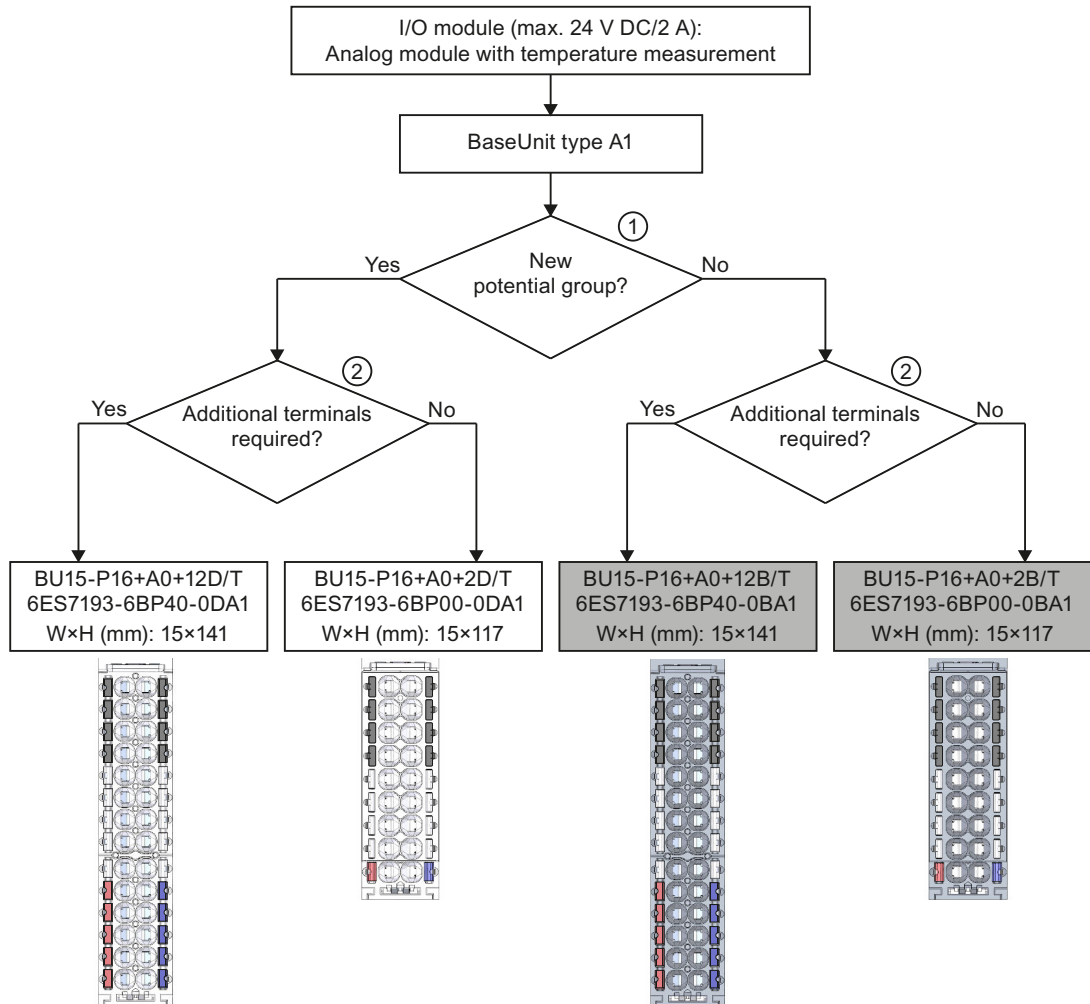 I/O module (max. 24 V DC/2 A):
Analog module with temperature measurement
BaseUnit type A1
①
New
potential group?
Yes
No
②
Additional terminals
required?
Yes
No
②
Additional terminals
required?
Yes
No
BU15-P16+A0+12D/T
6ES7193-6BP40-0DA1
W×H (mm): 15×141
BU15-P16+A0+2D/T
6ES7193-6BP00-0DA1
W×H (mm): 15×117
BU15-P16+A0+12B/T
6ES7193-6BP40-0BA1
W×H (mm): 15×141
BU15-P16+A0+2B/T
6ES7193-6BP00-0BA1
W×H (mm): 15×117